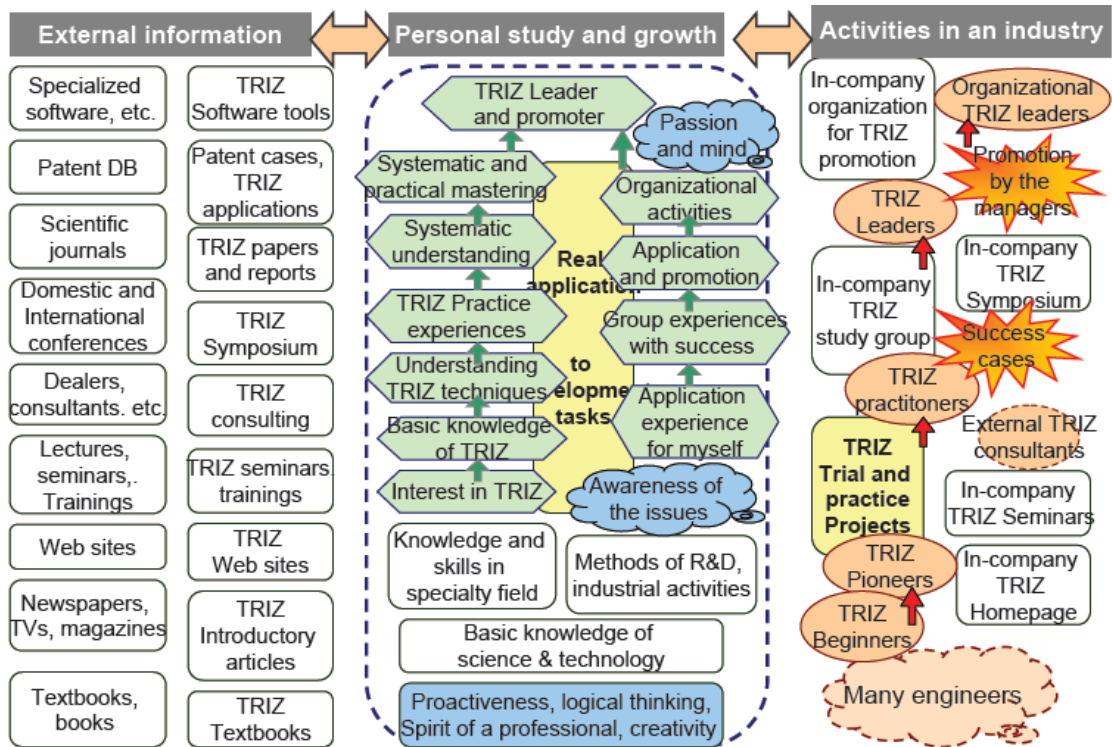 External information
Personal study and growth
Activities in an industry
Specialized
software, etc.
Patent DB
Scientific
journals
Domestic and
International
conferences
Dealers,
consultants. etc.
Lectures,
seminars,.
Trainings
Web sites
Newspapers,
TVs, magazines
Textbooks,
books
TRIZ
Software tools
Patent cases,
TRIZ
applications
TRIZ papers
and reports
TRIZ
Symposium
TRIZ
consulting
TRIZ seminars.
trainings
TRIZ
Web sites
TRIZ
Introductory
articles
TRIZ
Textbooks
TRIZ Leader
and promoter
Passion
and mind
Systematic and
practical mastering
Systematic
understanding
TRIZ Practice
experiences
Understanding
TRIZ techniques
Basic knowledge
of TRIZ
Interest in TRIZ
Real
application
to
elopment
tasks
Organizational
activities
Application
and promotion
Group experiences
with success
Application
experience
for myself
Awareness of
the issues
Knowledge and
skills in
specialty field
Methods of R&D,
industrial activities
Basic knowledge of
science & technology
Proactiveness, logical thinking,
Spirit of a professional, creativity
In-company
organization
for TRIZ
promotion
Organizational
TRIZ leaders
Promotion
by the
managers
TRIZ
Leaders
In-company
TRIZ
study group
In-company
TRIZ
Symposium
Success
cases
TRIZ
practitoners
External TRIZ
consultants
TRIZ
Trial and
practice
Projects
In-company
TRIZ Seminars
TRIZ
Pioneers
In-company
TRIZ
Homepage
TRIZ
Beginners
Many engineers